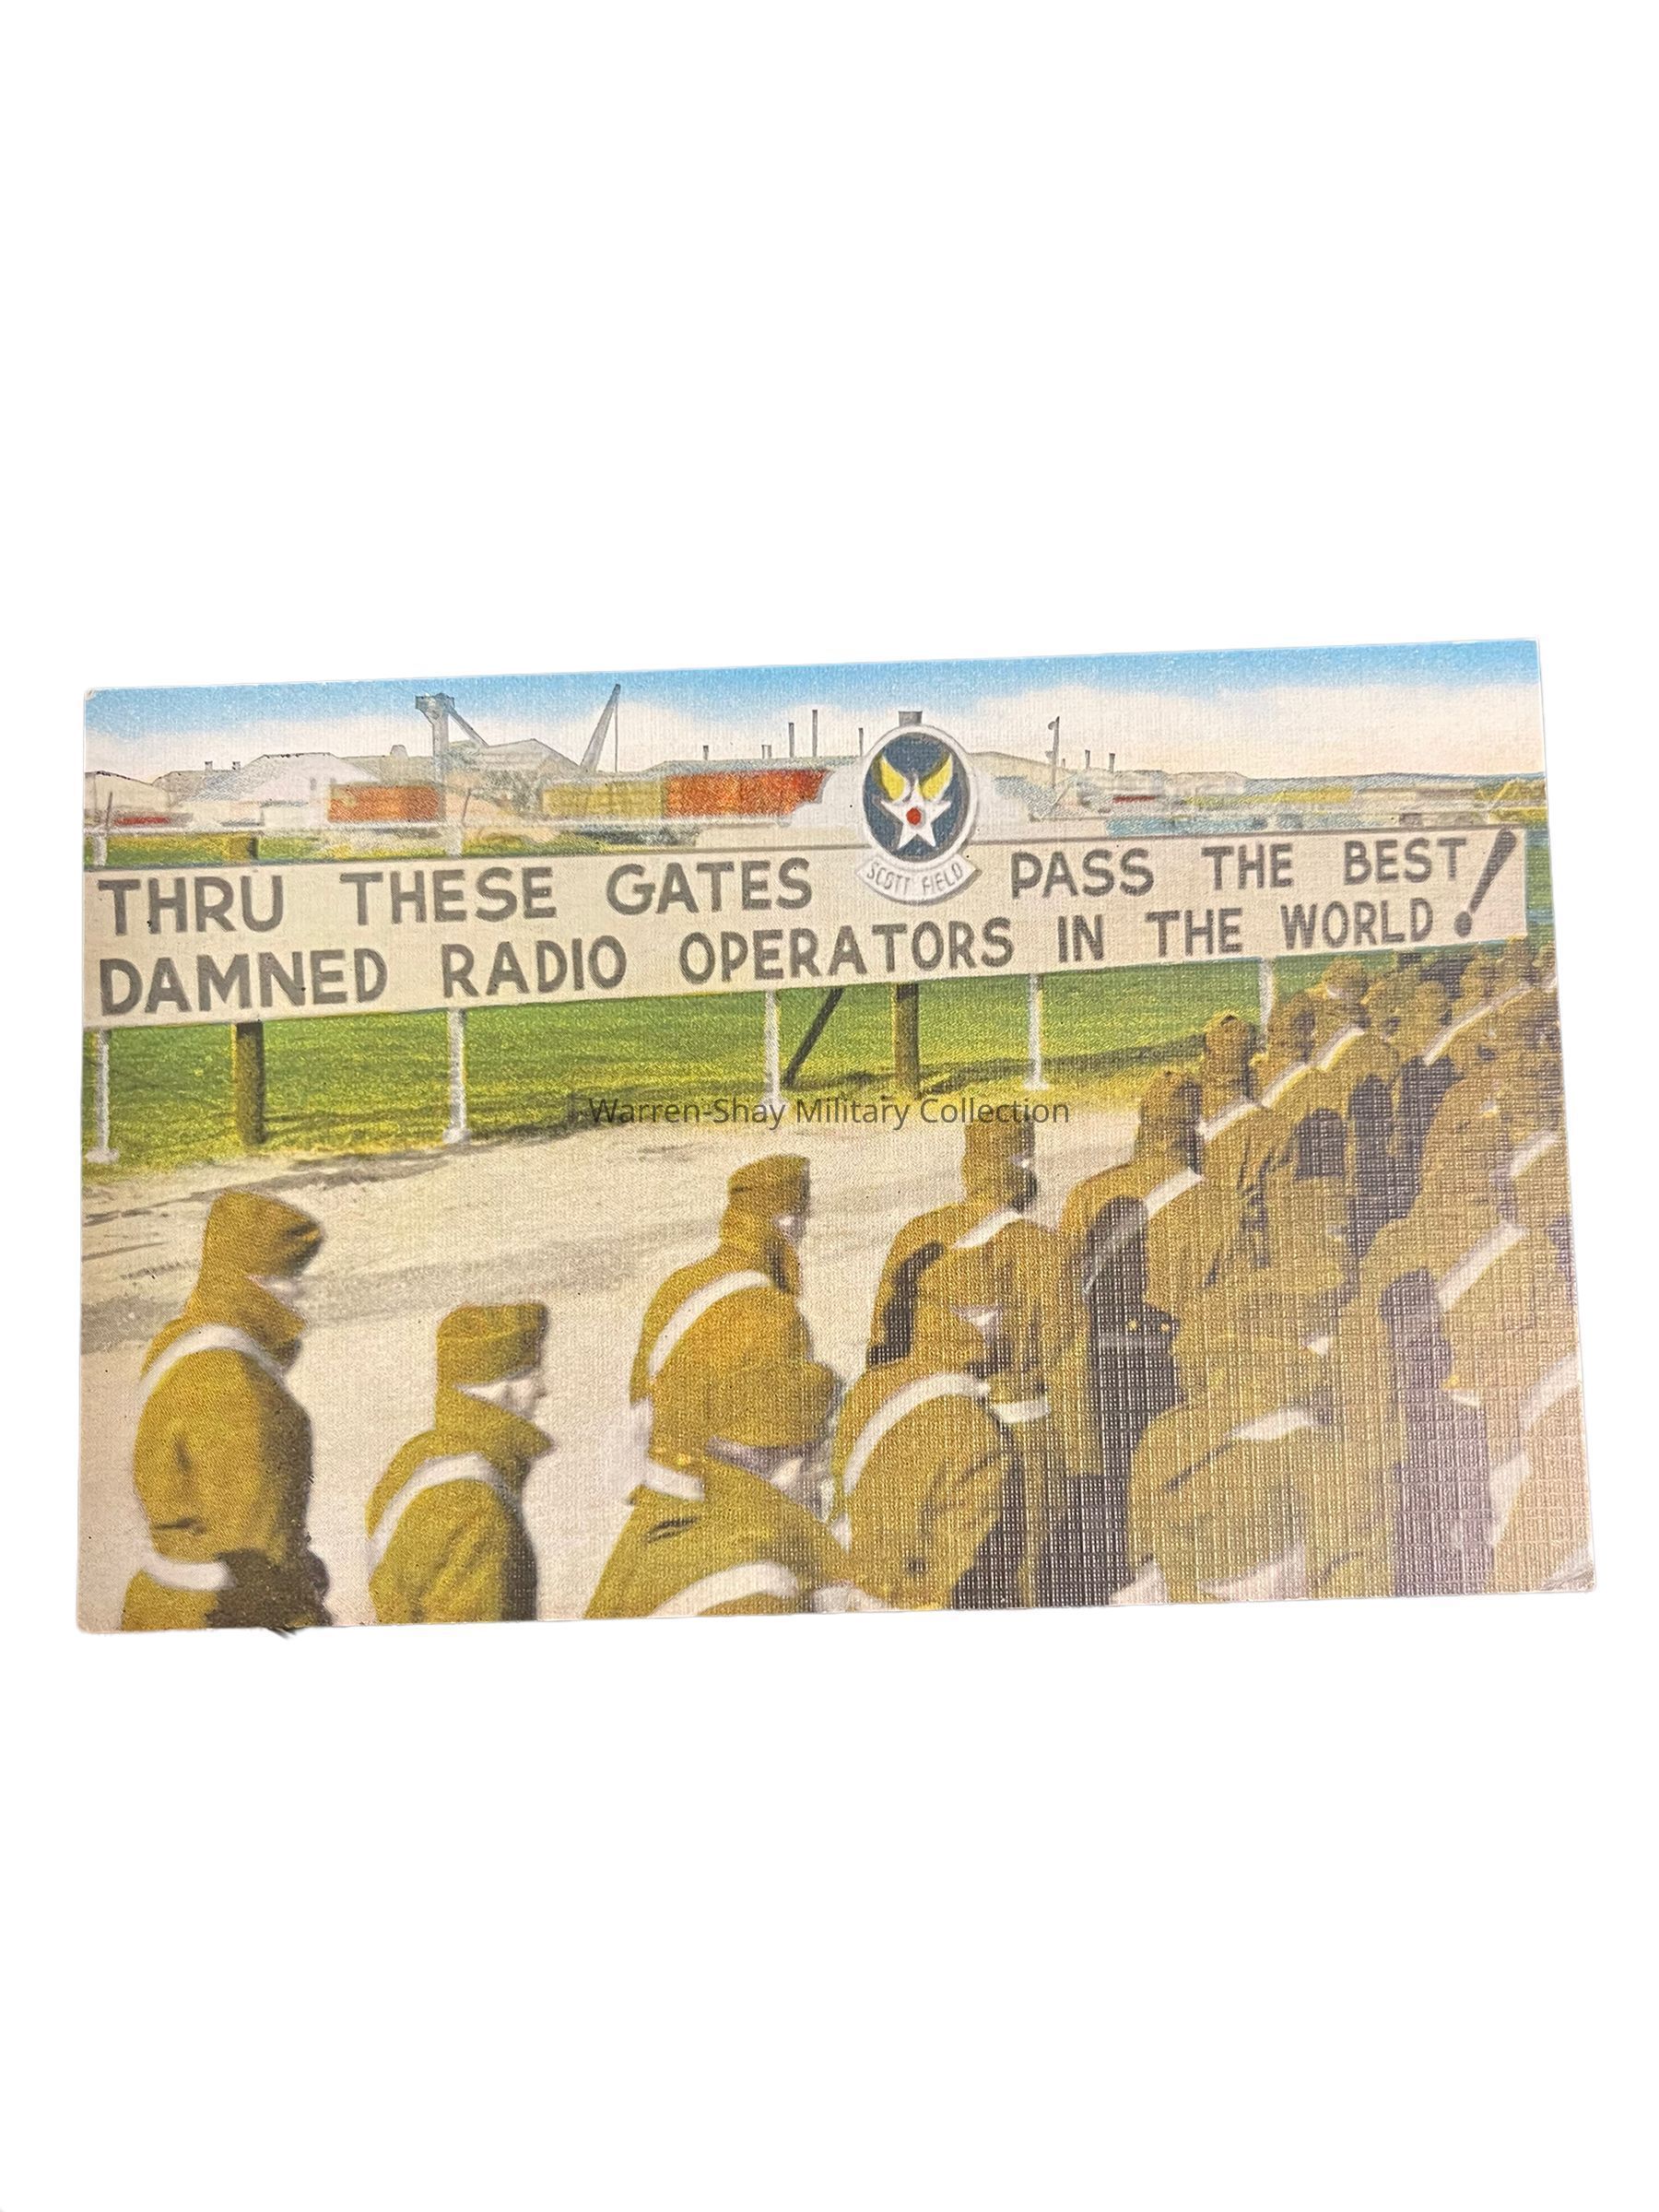 THRU THESE GATES PASS THE BEST
DAMNED RADIO OPERATORS IN THE WORLD!
SCOTT FIELD
Warren-Shay Military Collection